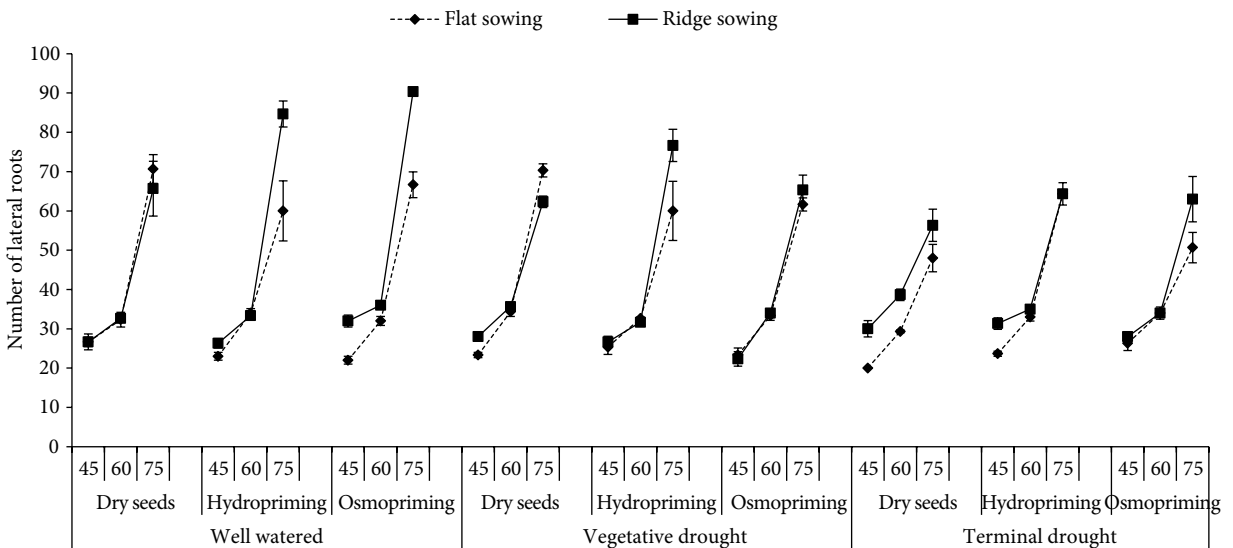 Flat sowing Ridge sowing
100
90
80
70
60
50
40
30
20
10
0
Number of lateral roots
45 60 75 45 60 75 45 60 75 45 60 75 45 60 75 45 60 75 45 60 75 45 60 75 45 60 75
Dry seeds Hydropriming Osmopriming Dry seeds Hydropriming Osmopriming Dry seeds Hydropriming Osmopriming
Well watered Vegetative drought Terminal drought